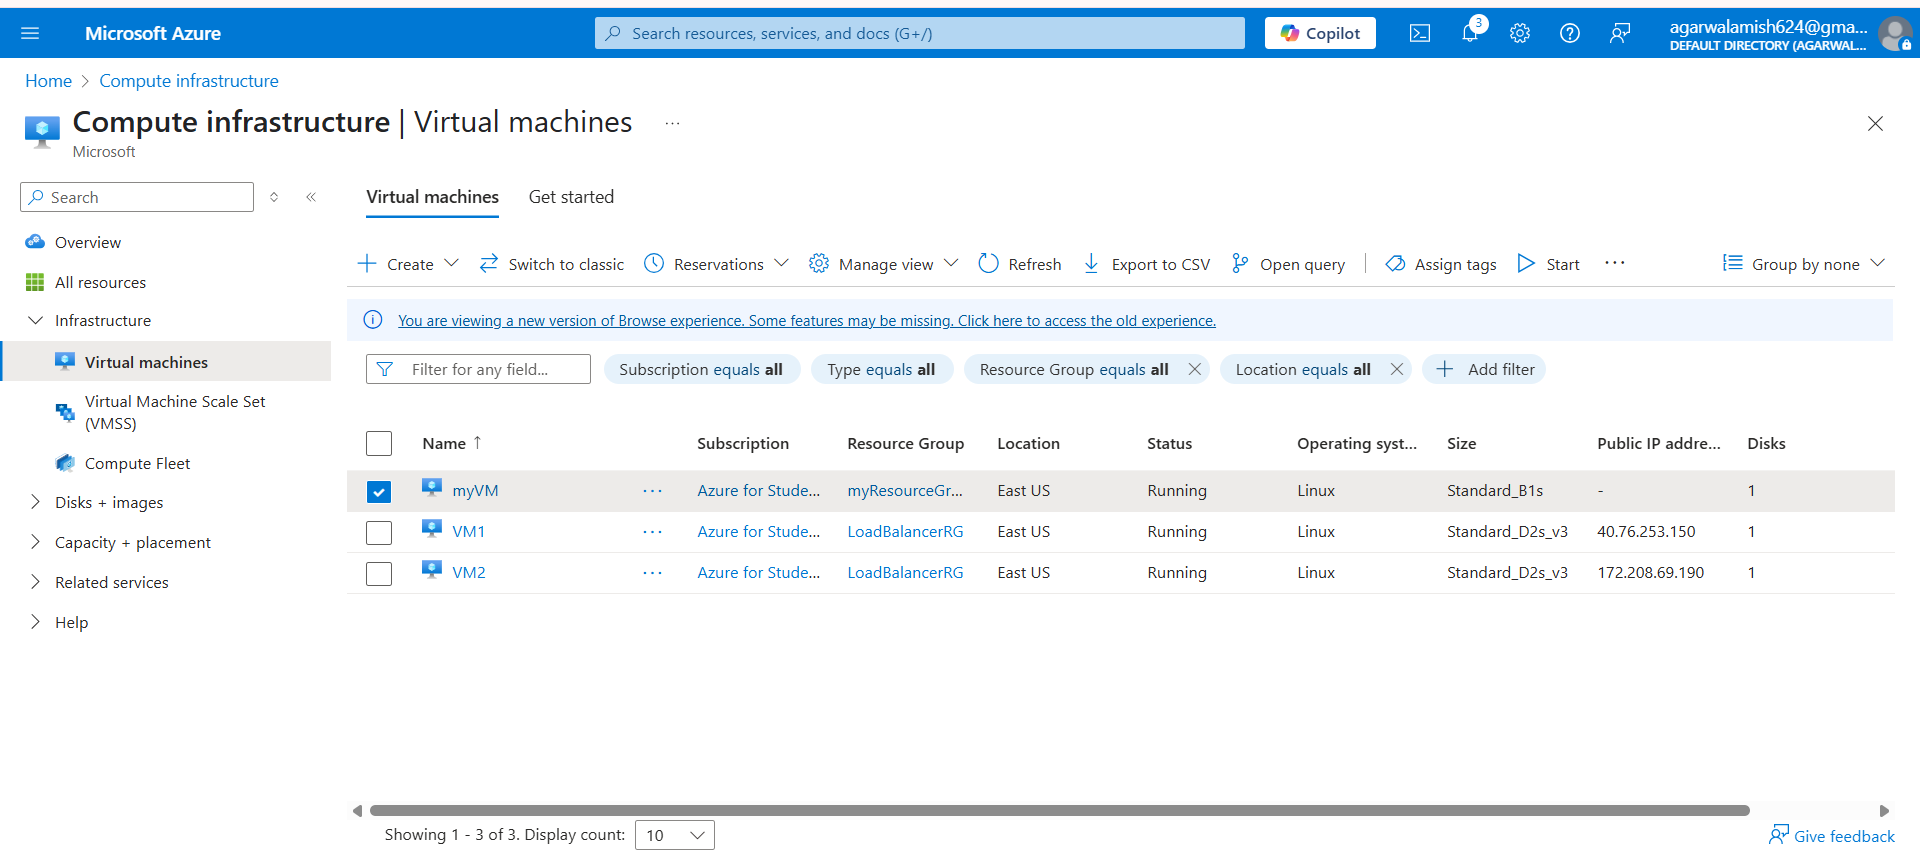 Microsoft Azure
Search resources, services, and docs (G+/)
Copilot
3
agarwalamish624@gma...
DEFAULT DIRECTORY (AGARWAL...
Home > Compute infrastructure
Compute infrastructure | Virtual machines ...
Microsoft
Search
Overview
All resources
Infrastructure
Virtual machines
Virtual Machine Scale Set
(VMSS)
Compute Fleet
Disks + images
Capacity + placement
Related services
Help
Virtual machines Get started
Create Switch to classic Reservations Manage view Refresh Export to CSV Open query Assign tags Start ... Group by none
You are viewing a new version of Browse experience. Some features may be missing. Click here to access the old experience.
Filter for any field... Subscription equals all Type equals all Resource Group equals all Location equals all Add filter
Name ↑ Subscription Resource Group Location Status Operating syst... Size Public IP addre... Disks
myVM ... Azure for Stude... myResourceGr... East US Running Linux Standard_B1s - 1
VM1 ... Azure for Stude... LoadBalancerRG East US Running Linux Standard_D2s_v3 40.76.253.150 1
VM2 ... Azure for Stude... LoadBalancerRG East US Running Linux Standard_D2s_v3 172.208.69.190 1
Showing 1 - 3 of 3. Display count: 10
Give feedback